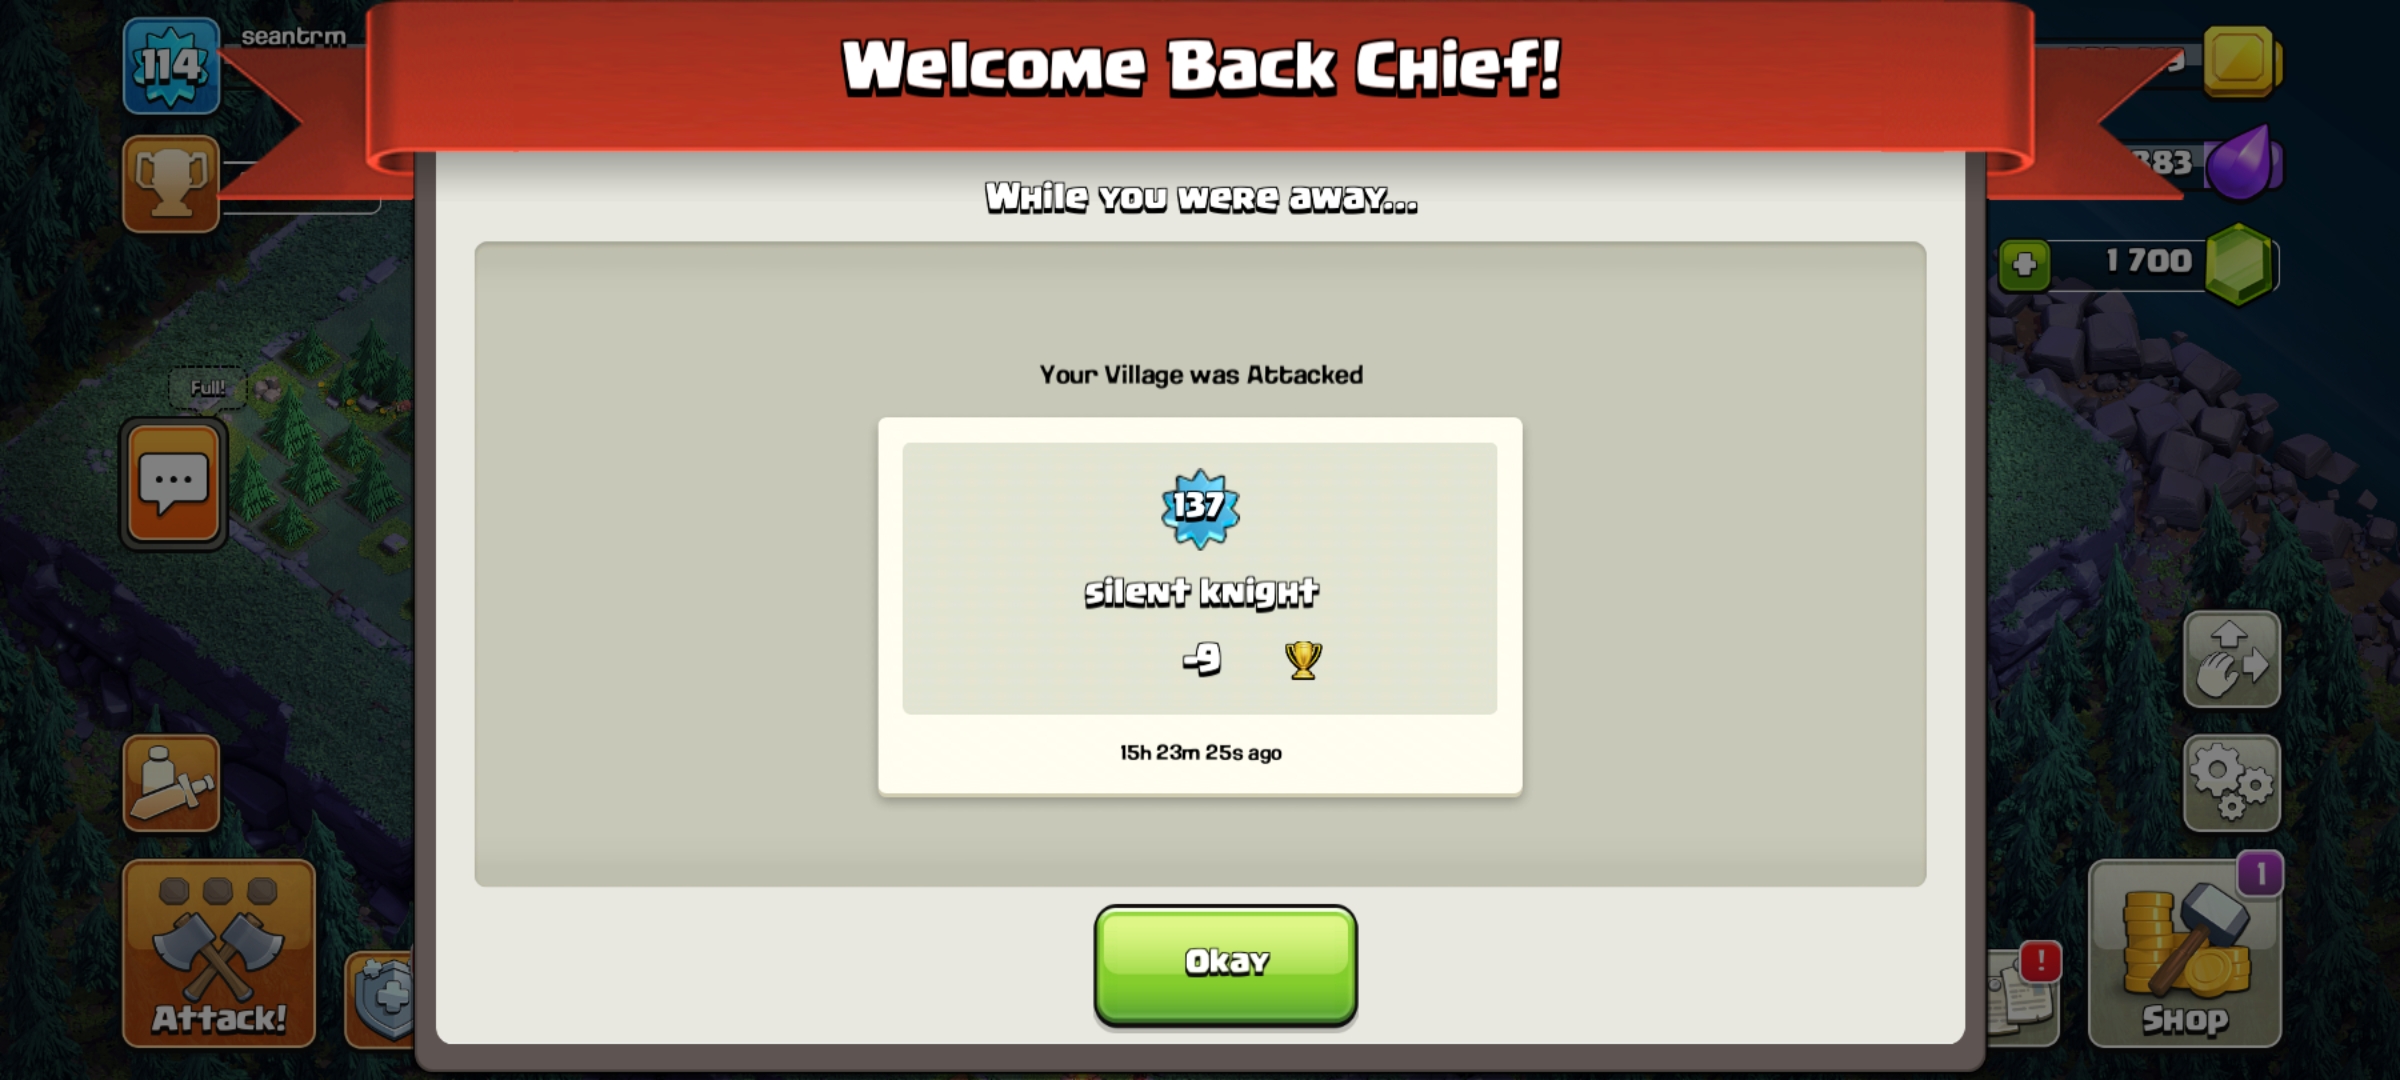 114
seantrm
Welcome Back Chief!
While you were away...
883
1 700
Full!
Your Village was Attacked
137
silent knight
-9
15h 23m 25s ago
Okay
Attack!
!
1
Shop